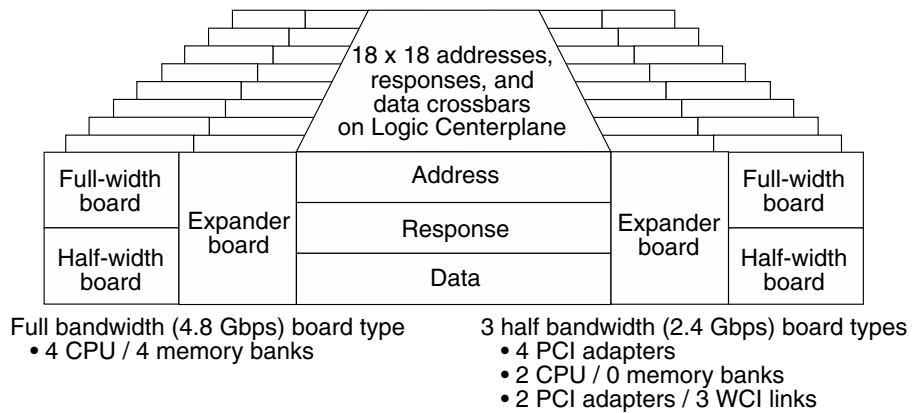 18 x 18 addresses,
responses, and
data crossbars
on Logic Centerplane
Full-width
board
Half-width
board
Expander
board
Address
Response
Data
Expander
board
Full-width
board
Half-width
board
Full bandwidth (4.8 Gbps) board type
• 4 CPU / 4 memory banks
3 half bandwidth (2.4 Gbps) board types
• 4 PCI adapters
• 2 CPU / 0 memory banks
• 2 PCI adapters / 3 WCI links